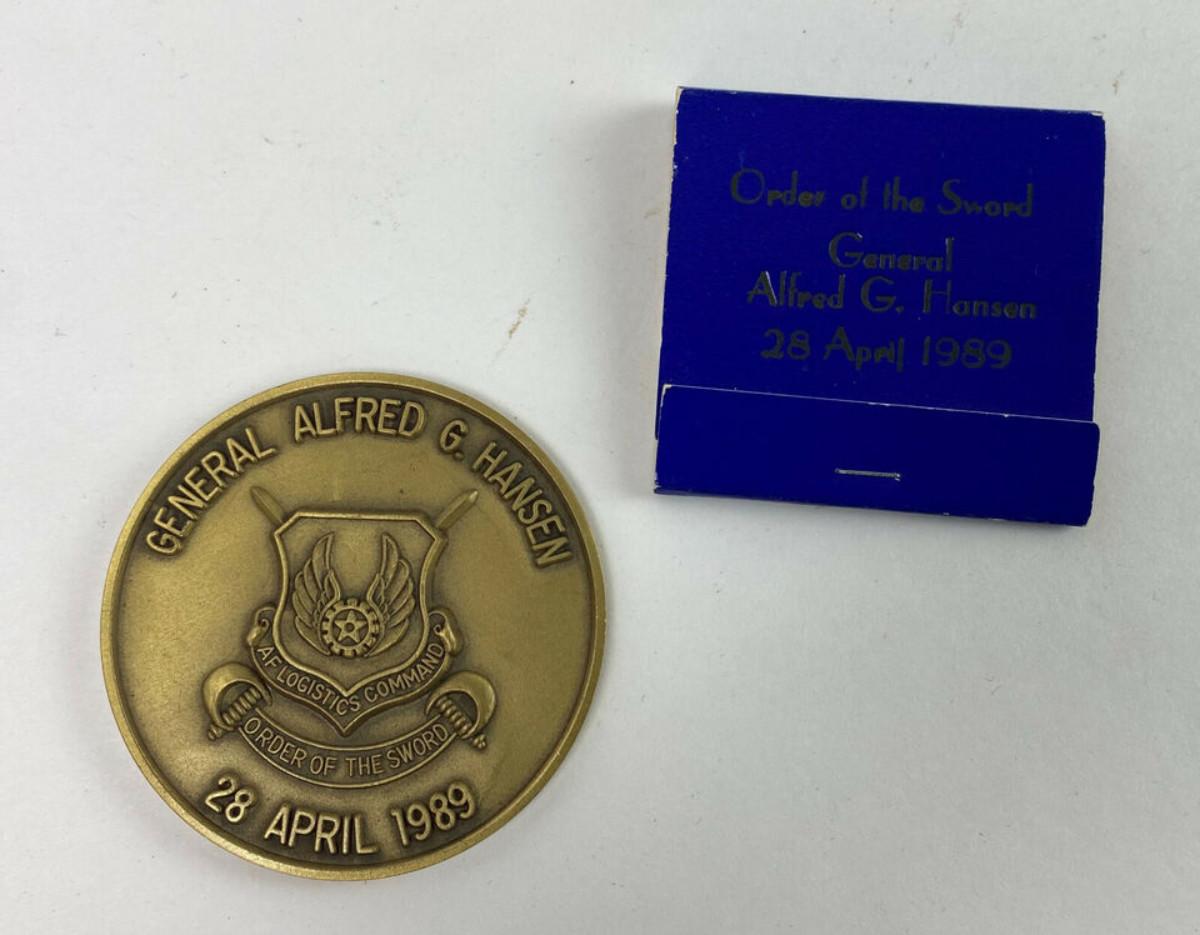 GENERAL ALFRED G. HANSEN
AF LOGISTICS COMMAND
ORDER OF THE SWORD
28 APRIL 1989
Order of the Sword
General
Alfred G. Hansen
28 April 1989